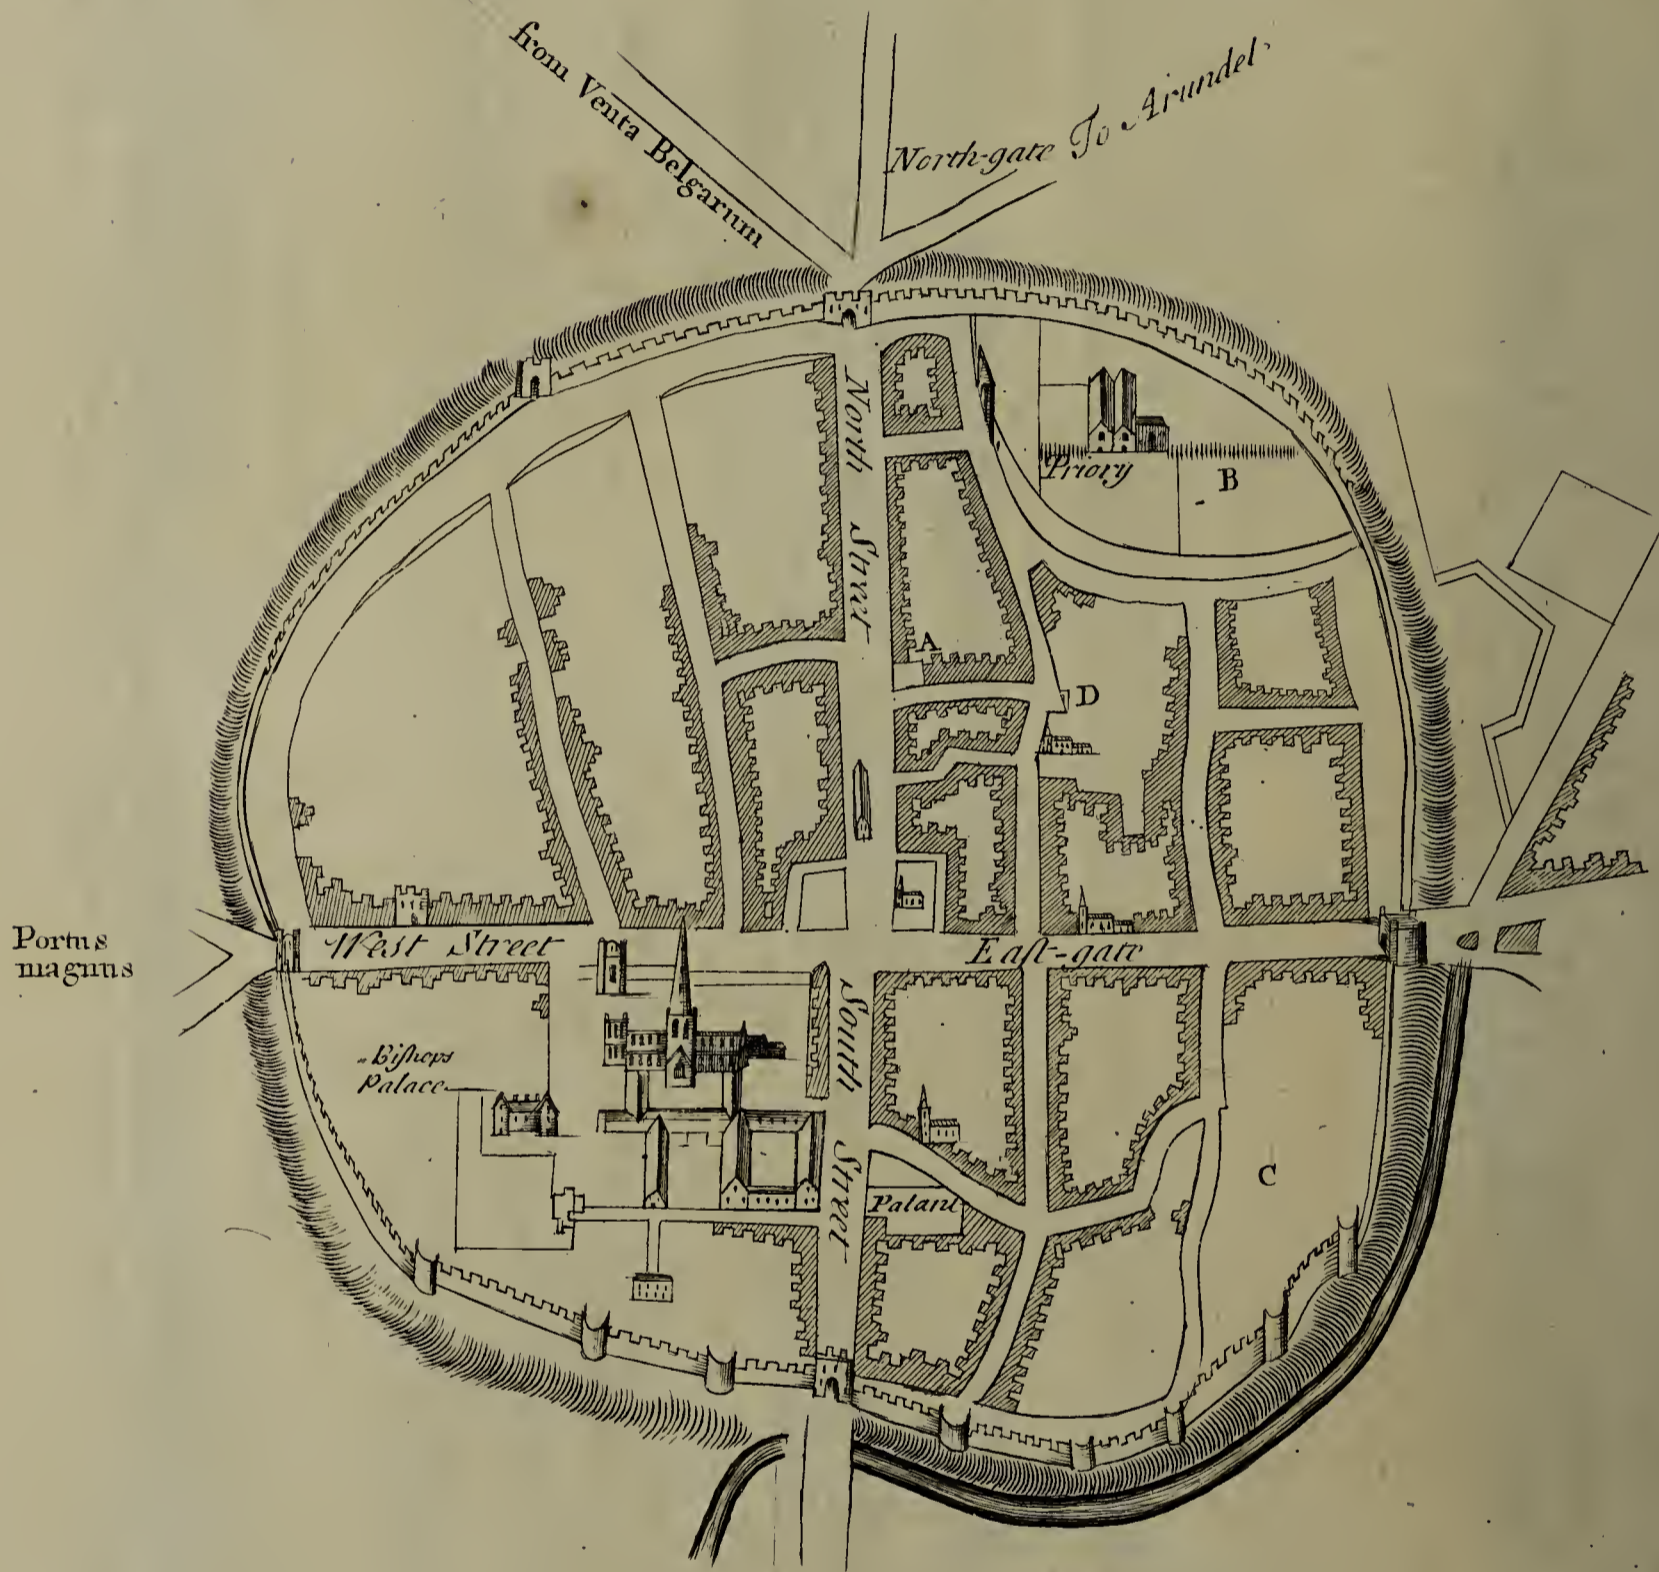 from Venta Belgarum
North-gate To Arundel
North Street
Priory
B
A
D
Portus
magnus
West Street
East-gate
South Street
Bishops
Palace
C
Palant